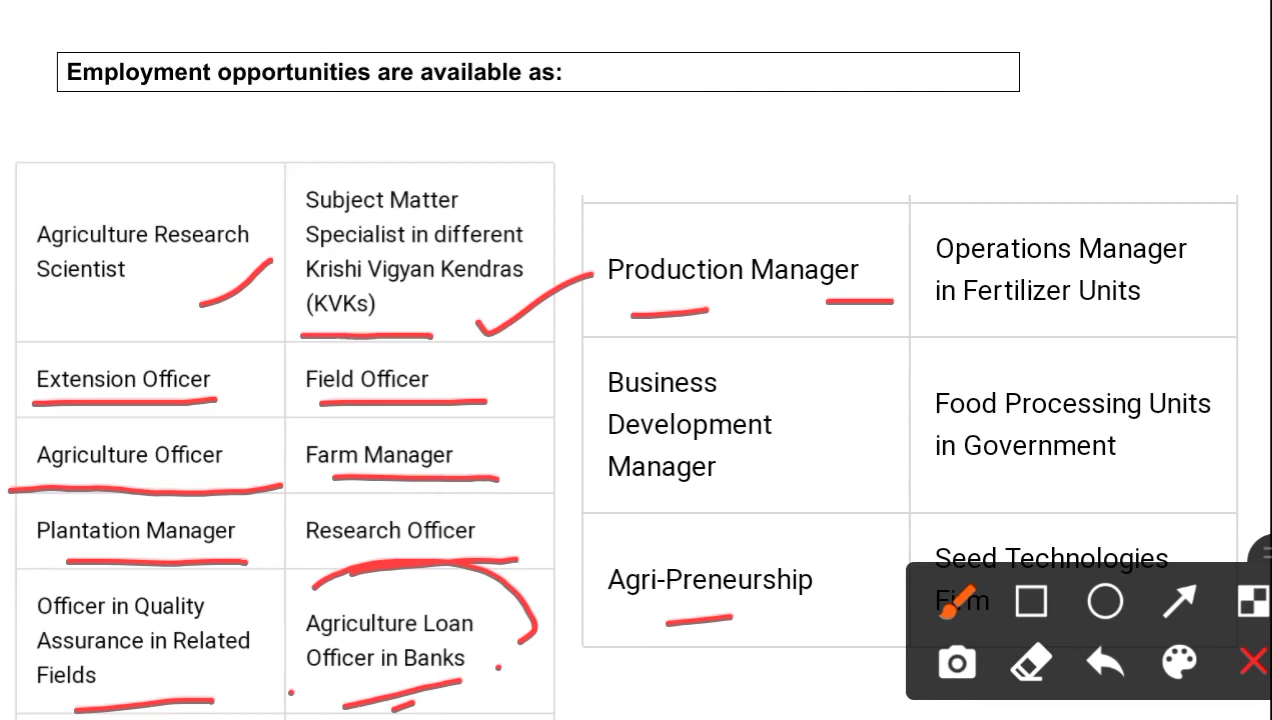 Employment opportunities are available as:
Agriculture Research
Scientist
Subject Matter
Specialist in different
Krishi Vigyan Kendras
(KVKs)
Extension Officer
Field Officer
Agriculture Officer
Farm Manager
Plantation Manager
Research Officer
Officer in Quality
Assurance in Related
Fields
Agriculture Loan
Officer in Banks
Production Manager
Operations Manager
in Fertilizer Units
Business
Development
Manager
Food Processing Units
in Government
Agri-Preneurship
Seed Technologies
Firm